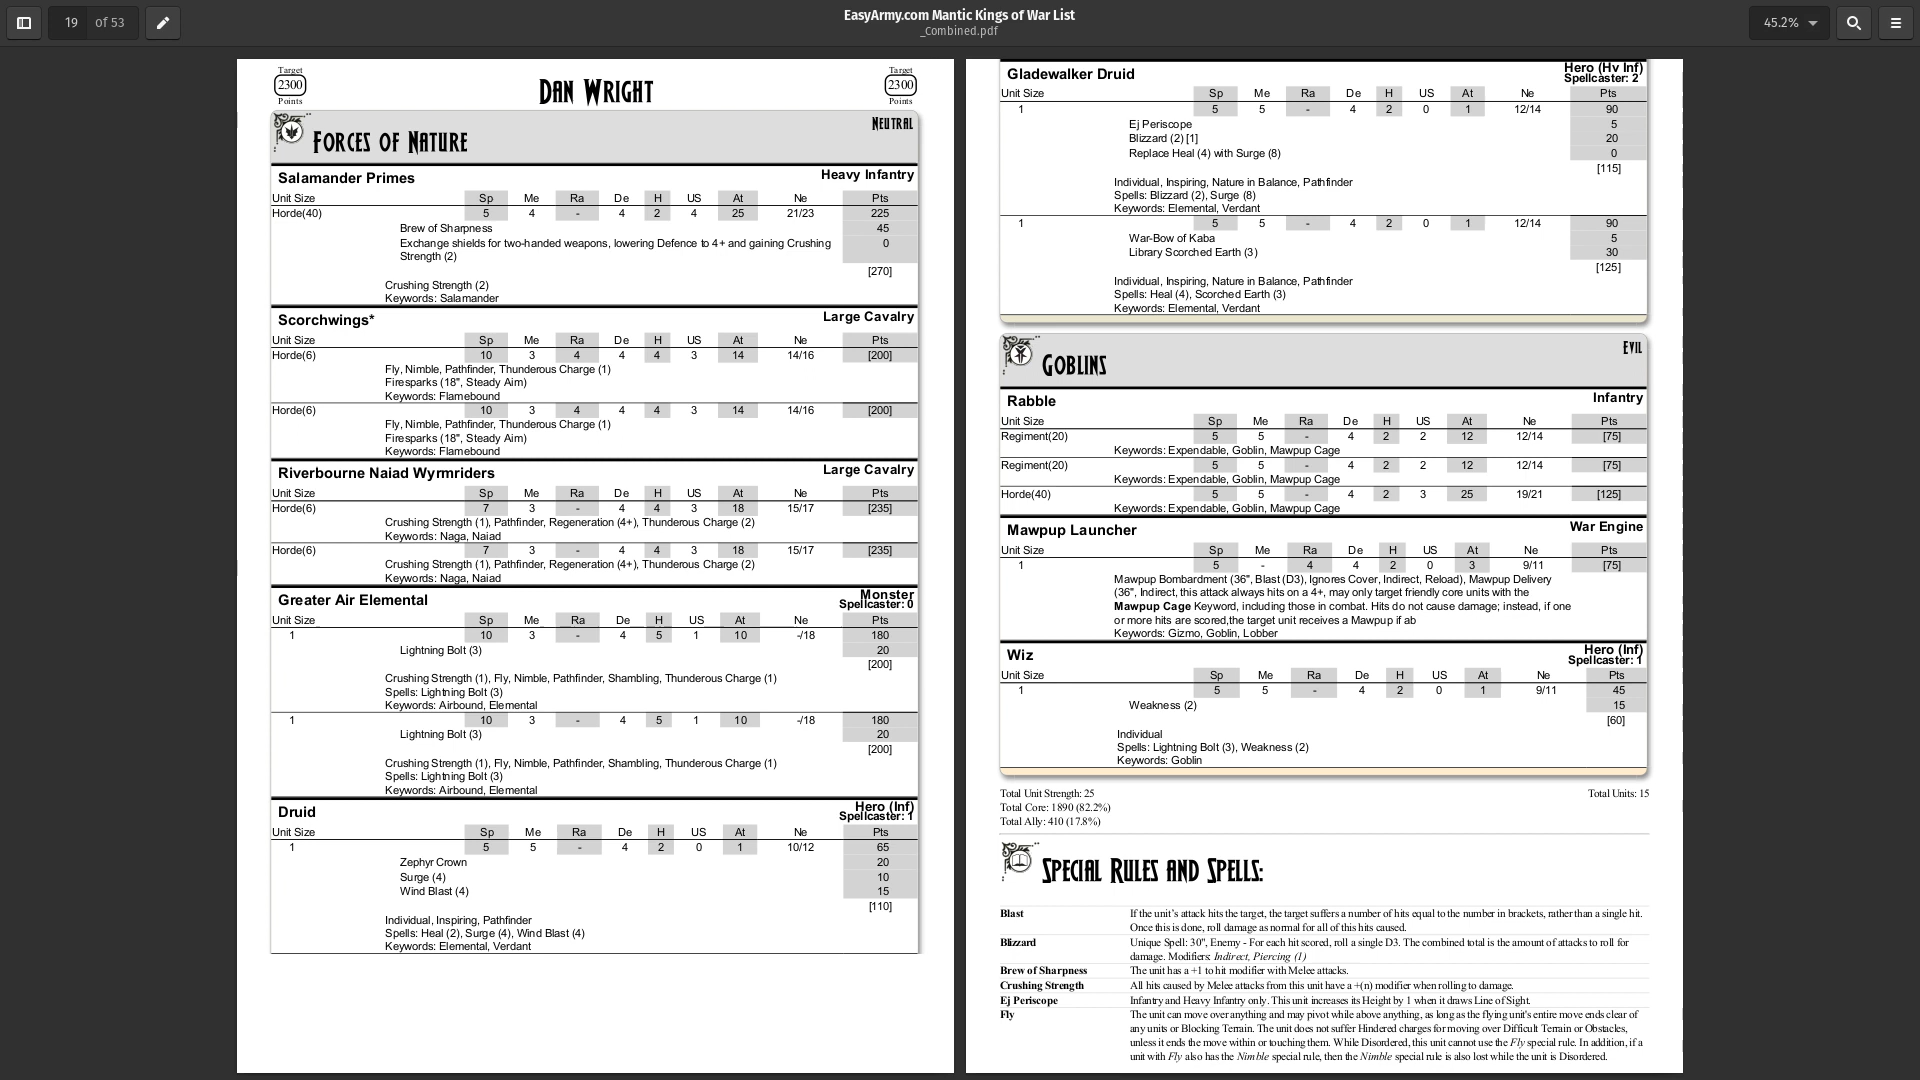 19 of 53
EasyArmy.com Mantic Kings of War List
_Combined.pdf
45.2%
Target
2300
Points
Dan Wright
Target
2300
Points
Forces of Nature
Neutral
Salamander Primes
Heavy Infantry
Unit Size Sp Me Ra De H US At Ne Pts
Horde(40) 5 4 - 4 2 4 25 21/23 225
Brew of Sharpness 45
Exchange shields for two-handed weapons, lowering Defence to 4+ and gaining Crushing 0
Strength (2)
[270]
Crushing Strength (2)
Keywords: Salamander
Scorchwings*
Large Cavalry
Unit Size Sp Me Ra De H US At Ne Pts
Horde(6) 10 3 4 4 4 3 14 14/16 [200]
Fly, Nimble, Pathfinder, Thunderous Charge (1)
Firesparks (18", Steady Aim)
Keywords: Flamebound
Horde(6) 10 3 4 4 4 3 14 14/16 [200]
Fly, Nimble, Pathfinder, Thunderous Charge (1)
Firesparks (18", Steady Aim)
Keywords: Flamebound
Riverbourne Naiad Wyrmriders
Large Cavalry
Unit Size Sp Me Ra De H US At Ne Pts
Horde(6) 7 3 - 4 4 3 18 15/17 [235]
Crushing Strength (1), Pathfinder, Regeneration (4+), Thunderous Charge (2)
Keywords: Naga, Naiad
Horde(6) 7 3 - 4 4 3 18 15/17 [235]
Crushing Strength (1), Pathfinder, Regeneration (4+), Thunderous Charge (2)
Keywords: Naga, Naiad
Greater Air Elemental
Monster
Spellcaster: 0
Unit Size Sp Me Ra De H US At Ne Pts
1 10 3 - 4 5 1 10 -/18 180
Lightning Bolt (3) 20
[200]
Crushing Strength (1), Fly, Nimble, Pathfinder, Shambling, Thunderous Charge (1)
Spells: Lightning Bolt (3)
Keywords: Airbound, Elemental
1 10 3 - 4 5 1 10 -/18 180
Lightning Bolt (3) 20
[200]
Crushing Strength (1), Fly, Nimble, Pathfinder, Shambling, Thunderous Charge (1)
Spells: Lightning Bolt (3)
Keywords: Airbound, Elemental
Druid
Hero (Inf)
Spellcaster: 1
Unit Size Sp Me Ra De H US At Ne Pts
1 5 5 - 4 2 0 1 10/12 65
Zephyr Crown 20
Surge (4) 10
Wind Blast (4) 15
[110]
Individual, Inspiring, Pathfinder
Spells: Heal (2), Surge (4), Wind Blast (4)
Keywords: Elemental, Verdant
Gladewalker Druid
Hero (Hv Inf)
Spellcaster: 2
Unit Size Sp Me Ra De H US At Ne Pts
1 5 5 - 4 2 0 1 12/14 90
Ej Periscope 5
Blizzard (2) [1] 20
Replace Heal (4) with Surge (8) 0
[115]
Individual, Inspiring, Nature in Balance, Pathfinder
Spells: Blizzard (2), Surge (8)
Keywords: Elemental, Verdant
1 5 5 - 4 2 0 1 12/14 90
War-Bow of Kaba 5
Library Scorched Earth (3) 30
[125]
Individual, Inspiring, Nature in Balance, Pathfinder
Spells: Heal (4), Scorched Earth (3)
Keywords: Elemental, Verdant
Goblins
Evil
Rabble
Infantry
Unit Size Sp Me Ra De H US At Ne Pts
Regiment(20) 5 5 - 4 2 2 12 12/14 [75]
Keywords: Expendable, Goblin, Mawpup Cage
Regiment(20) 5 5 - 4 2 2 12 12/14 [75]
Keywords: Expendable, Goblin, Mawpup Cage
Horde(40) 5 5 - 4 2 3 25 19/21 [125]
Keywords: Expendable, Goblin, Mawpup Cage
Mawpup Launcher
War Engine
Unit Size Sp Me Ra De H US At Ne Pts
1 5 - 4 4 2 0 3 9/11 [75]
Mawpup Bombardment (36", Blast (D3), Ignores Cover, Indirect, Reload), Mawpup Delivery
(36", Indirect, this attack always hits on a 4+, may only target friendly core units with the
Mawpup Cage Keyword, including those in combat. Hits do not cause damage; instead, if one
or more hits are scored,the target unit receives a Mawpup if ab
Keywords: Gizmo, Goblin, Lobber
Wiz
Hero (Inf)
Spellcaster: 1
Unit Size Sp Me Ra De H US At Ne Pts
1 5 5 - 4 2 0 1 9/11 45
Weakness (2) 15
[60]
Individual
Spells: Lightning Bolt (3), Weakness (2)
Keywords: Goblin
Total Unit Strength: 25 Total Units: 15
Total Core: 1890 (82.2%)
Total Ally: 410 (17.8%)
Special Rules and Spells:
Blast If the unit's attack hits the target, the target suffers a number of hits equal to the number in brackets, rather than a single hit.
Once this is done, roll damage as normal for all of this hits caused.
Blizzard Unique Spell: 30", Enemy - For each hit scored, roll a single D3. The combined total is the amount of attacks to roll for
damage. Modifiers: Indirect, Piercing (1)
Brew of Sharpness The unit has a +1 to hit modifier with Melee attacks.
Crushing Strength All hits caused by Melee attacks from this unit have a +(n) modifier when rolling to damage.
Ej Periscope Infantry and Heavy Infantry only. This unit increases its Height by 1 when it draws Line of Sight.
Fly The unit can move over anything and may pivot while above anything, as long as the flying unit's entire move ends clear of
any units or Blocking Terrain. The unit does not suffer Hindered charges for moving over Difficult Terrain or Obstacles,
unless it ends the move within or touching them. While Disordered, this unit cannot use the Fly special rule. In addition, if a
unit with Fly also has the Nimble special rule, then the Nimble special rule is also lost while the unit is Disordered.